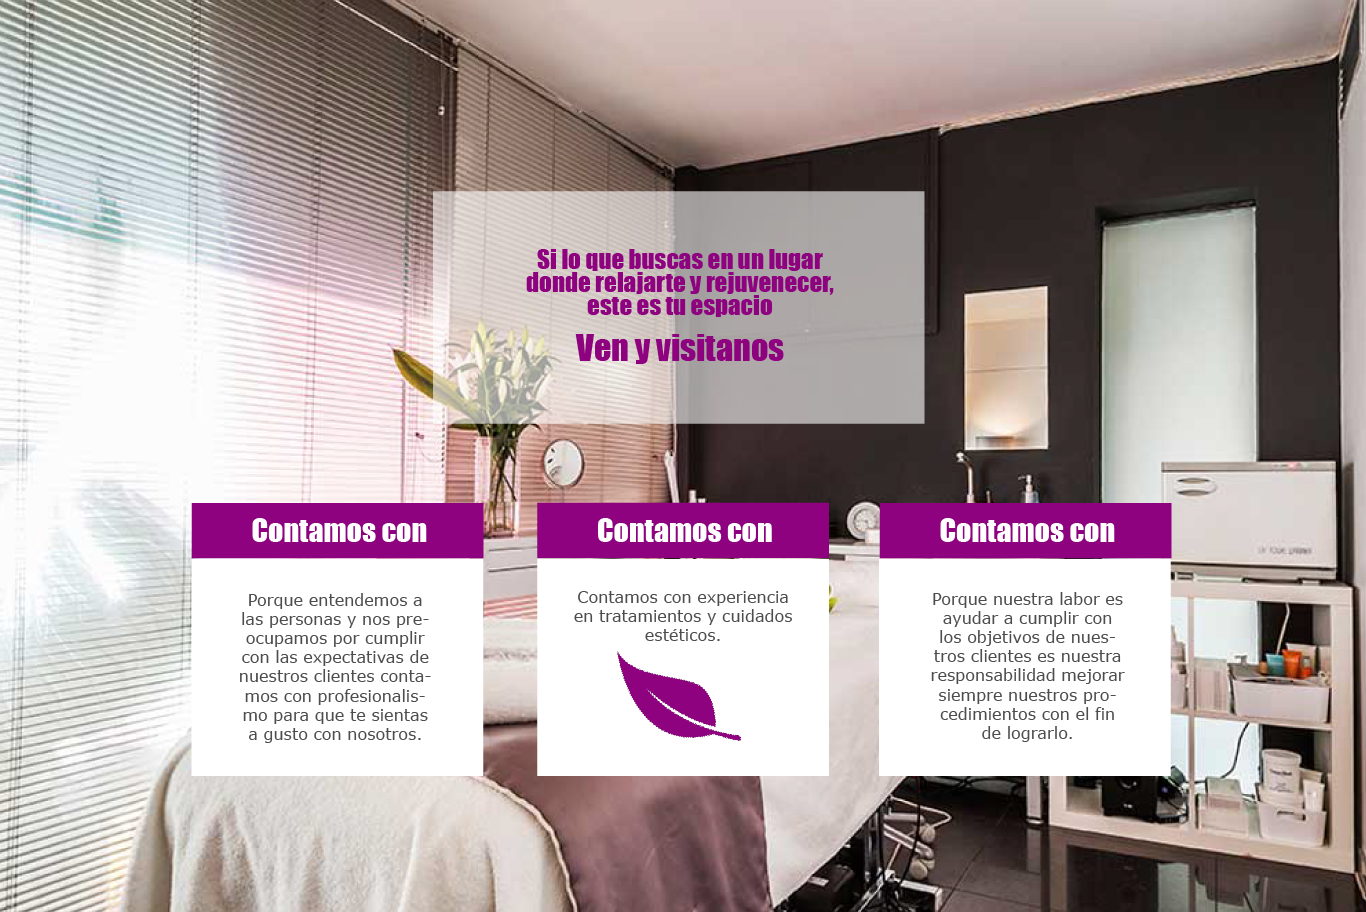 Si lo que buscas en un lugar
donde relajarte y rejuvenecer,
este es tu espacio
Ven y visitanos
Contamos con
Porque entendemos a
las personas y nos pre-
ocupamos por cumplir
con las expectativas de
nuestros clientes conta-
mos con profesionalis-
mo para que te sientas
a gusto con nosotros.
Contamos con
Contamos con experiencia
en tratamientos y cuidados
estéticos.
Contamos con
Porque nuestra labor es
ayudar a cumplir con
los objetivos de nues-
tros clientes es nuestra
responsabilidad mejorar
siempre nuestros pro-
cedimientos con el fin
de lograrlo.